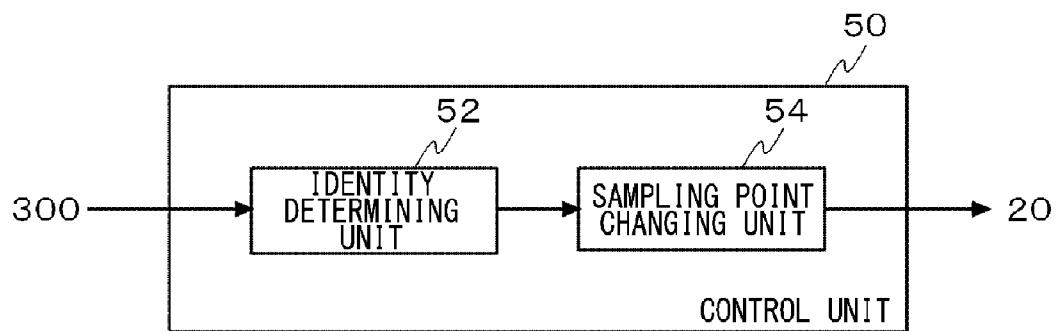 50
52
54
300
IDENTITY
DETERMINING
UNIT
SAMPLING POINT
CHANGING UNIT
20
CONTROL UNIT